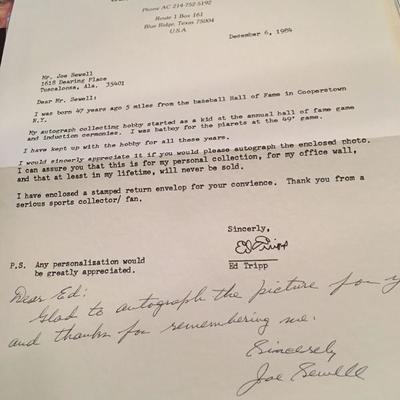 Phone AC 214-752-5192
Route 1 Box 161
Blue Ridge, Texas 75004
U.S.A
December 6, 1984
Mr. Joe Sewell
1618 Dearing Place
Tuscaloosa, Ala. 35401
Dear Mr. Sewell:
I was born 47 years ago 5 miles from the baseball Hall of Fame in Cooperstown
N.Y.
My autograph collecting hobby started as a kid at the annual hall of fame game
and induction ceremonies. I was batboy for the piarets at the 49' game.
I have kept up with the hobby for all these years.
I would sincerly appreciate it if you would please autograph the enclosed photo.
I can assure you that this is for my personal collection, for my office wall,
and that at least in my lifetime, will never be sold.
I have enclosed a stamped return envelop for your convience. Thank you from a
serious sports collector/ fan.
Sincerly,
Ed Tripp
Ed Tripp
P.S. Any personalization would
be greatly appreciated.
Dear Ed:
Glad to autograph the picture for y
and thanks for remembering me.
Sincerely
Joe Sewell